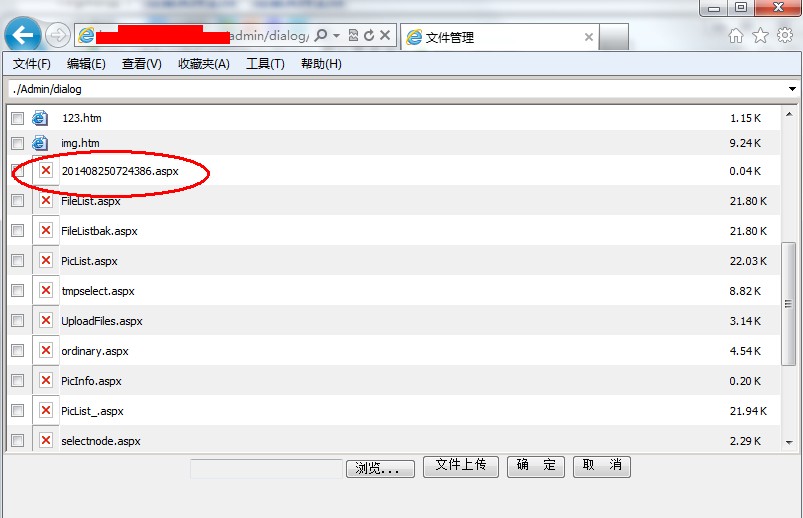 admin/dialog/
文件管理
文件(F) 编辑(E) 查看(V) 收藏夹(A) 工具(T) 帮助(H)
./Admin/dialog
123.htm 1.15 K
img.htm 9.24 K
201408250724386.aspx 0.04 K
FileList.aspx 21.80 K
FileListbak.aspx 21.80 K
PicList.aspx 22.03 K
tmpselect.aspx 8.82 K
UploadFiles.aspx 3.14 K
ordinary.aspx 4.54 K
PicInfo.aspx 0.20 K
PicList_.aspx 21.94 K
selectnode.aspx 2.29 K
浏览... 文件上传 确 定 取 消